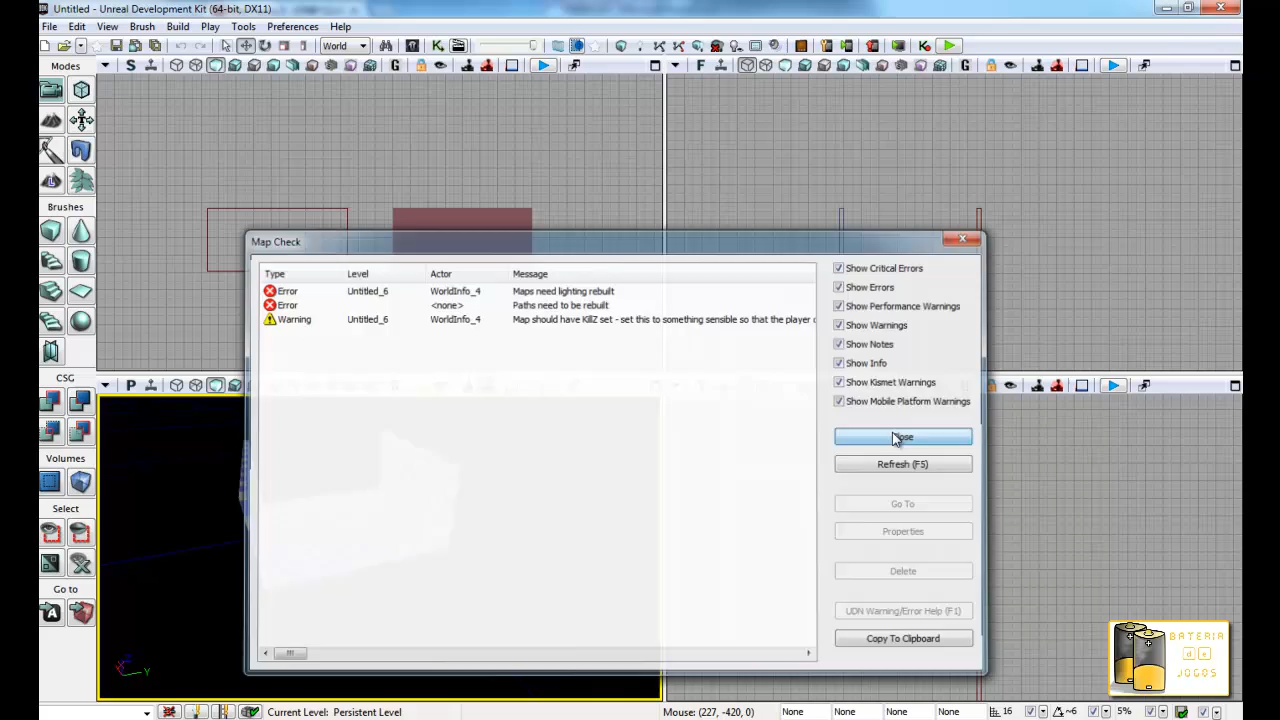 Untitled - Unreal Development Kit (64-bit, DX11)
File Edit View Brush Build Play Tools Preferences Help
World
Modes
S
G
F
G
Brushes
CSG
Volumes
Select
Go to
P
Map Check
Type Level Actor Message
Error Untitled_6 WorldInfo_4 Maps need lighting rebuilt
Error <none> Paths need to be rebuilt
Warning Untitled_6 WorldInfo_4 Map should have KillZ set - set this to something sensible so that the player
Show Critical Errors
Show Errors
Show Performance Warnings
Show Warnings
Show Notes
Show Info
Show Kismet Warnings
Show Mobile Platform Warnings
Close
Refresh (F5)
Go To
Properties
Delete
UDN Warning/Error Help (F1)
Copy To Clipboard
Z
X
Y
BATERIA
de
JOGOS
Current Level: Persistent Level
Mouse: (227, -420, 0)
None None None None
16
~6
5%